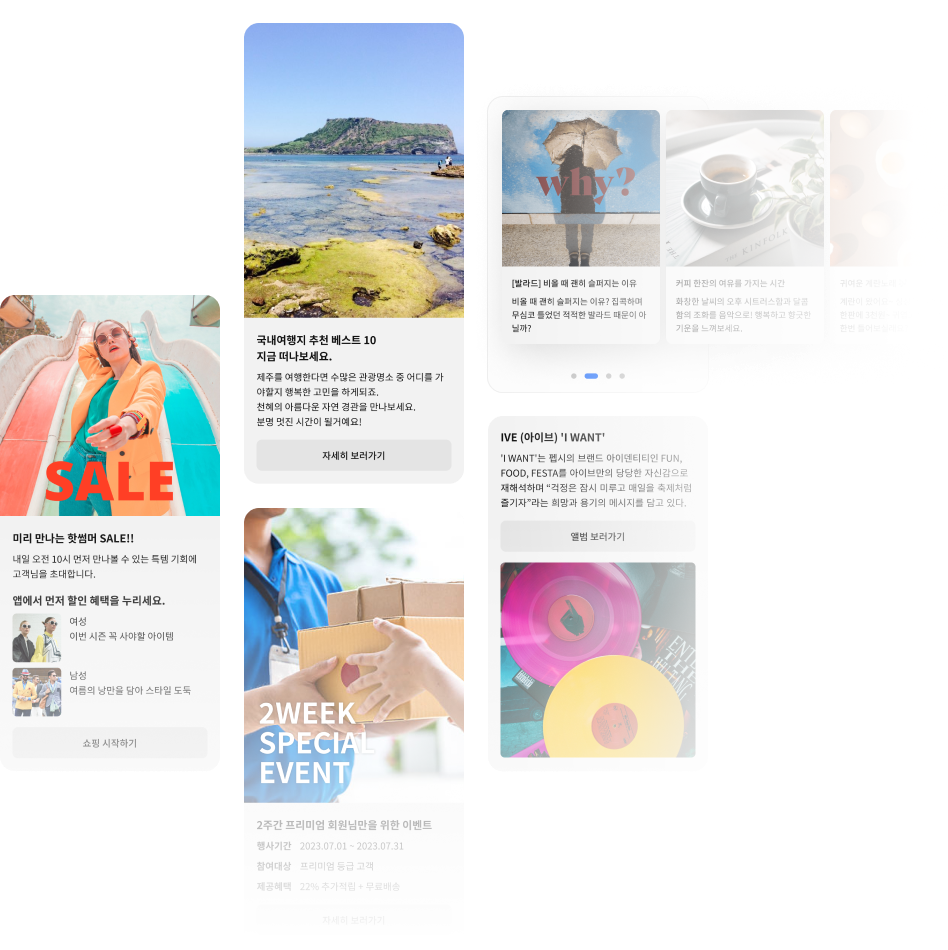 SALE
미리 만나는 핫썸머 SALE!!
내일 오전 10시 먼저 만나볼 수 있는 특템 기회에
고객님을 초대합니다.
앱에서 먼저 할인 혜택을 누리세요.
여성
이번 시즌 꼭 사야할 아이템
남성
여름의 낭만을 담아 스타일 도둑
쇼핑 시작하기
국내여행지 추천 베스트 10
지금 떠나보세요.
제주를 여행한다면 수많은 관광명소 중 어디를 가
야할지 행복한 고민을 하게되죠.
천혜의 아름다운 자연 경관을 만나보세요.
분명 멋진 시간이 될거예요!
자세히 보러가기
2WEEK
SPECIAL
EVENT
2주간 프리미엄 회원님만을 위한 이벤트
행사기간 2023.07.01 ~ 2023.07.31
참여대상 프리미엄 등급 고객
제공혜택 22% 추가적립 + 무료배송
자세히 보러가기
why?
[발라드] 비올 때 괜히 슬퍼지는 이유
비올 때 괜히 슬퍼지는 이유? 집콕하며
무심코 틀었던 적적한 발라드 때문이 아
닐까?
the KINFOLK
커피 한잔의 여유를 가지는 시간
화창한 날씨의 오후 시트러스함과 달콤
함의 조화를 음악으로! 행복하고 향긋한
기운을 느껴보세요.
IVE (아이브) 'I WANT'
'I WANT'는 펩시의 브랜드 아이덴티티인 FUN,
FOOD, FESTA를 아이브만의 당당한 자신감으로
재해석하며 “걱정은 잠시 미루고 매일을 축제처럼
즐기자”라는 희망과 용기의 메시지를 담고 있다.
앨범 보러가기